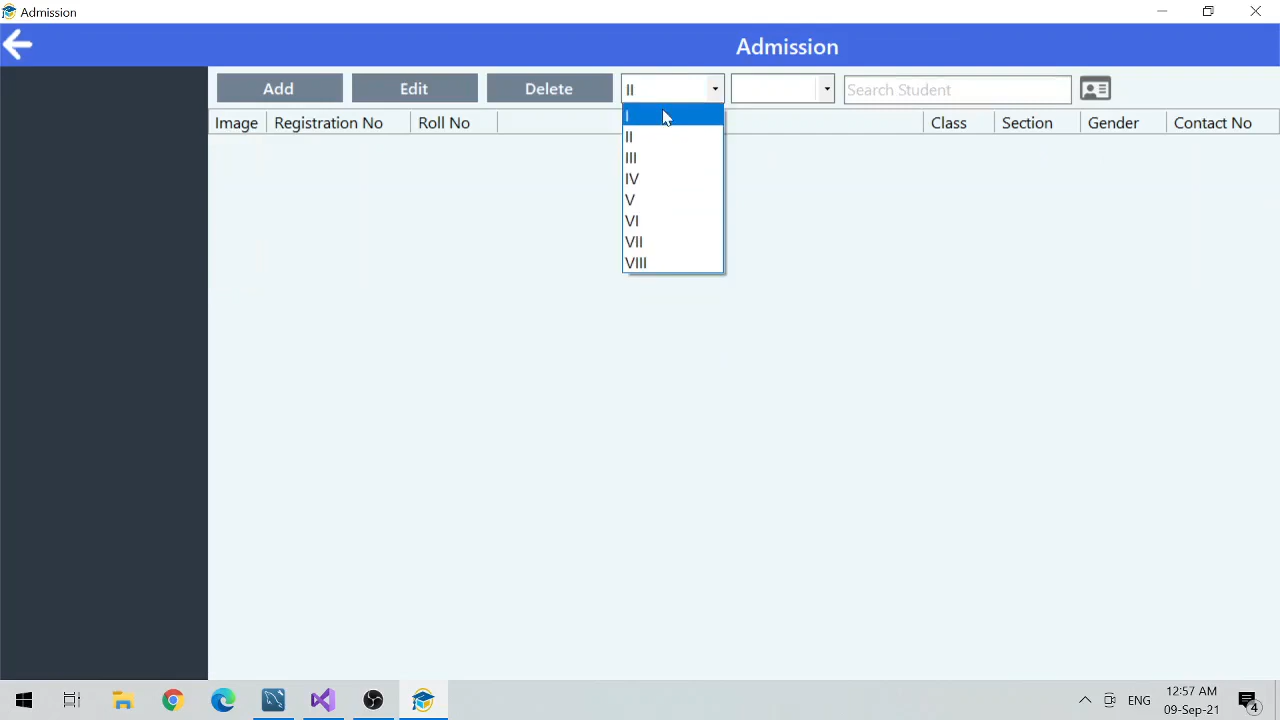 Admission
Admission
Add Edit Delete II Search Student
Image Registration No Roll No Class Section Gender Contact No
I
II
III
IV
V
VI
VII
VIII
ENG 12:57 AM
09-Sep-21 4